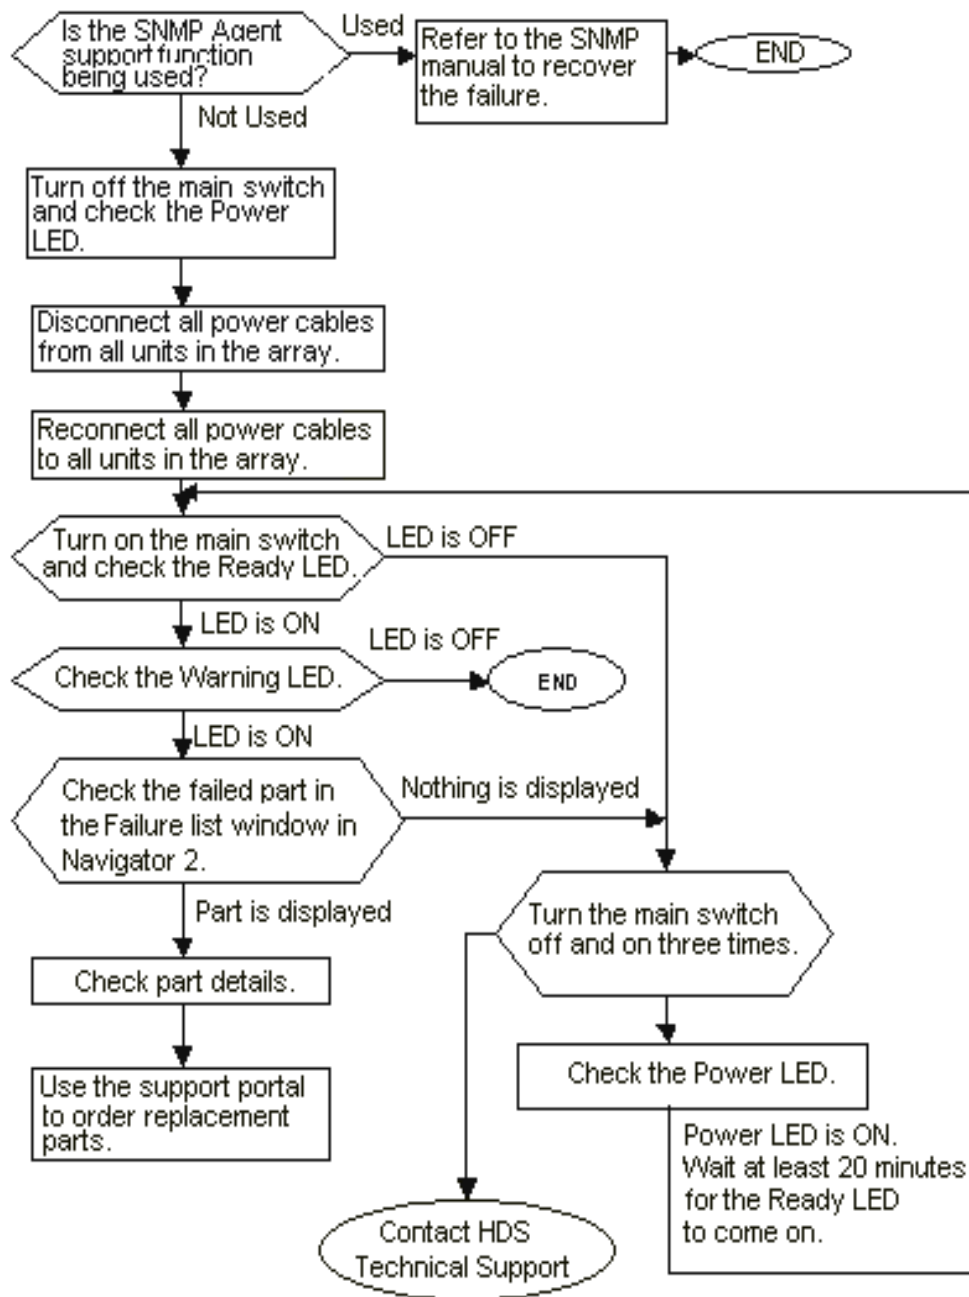 Is the SNMP Agent
support function
being used?
Used
Refer to the SNMP
manual to recover
the failure.
END
Not Used
Turn off the main switch
and check the Power
LED.
Disconnect all power cables
from all units in the array.
Reconnect all power cables
to all units in the array.
Turn on the main switch
and check the Ready LED.
LED is OFF
LED is ON
Check the Warning LED.
LED is OFF
END
LED is ON
Check the failed part in
the Failure list window in
Navigator 2.
Nothing is displayed
Part is displayed
Turn the main switch
off and on three times.
Check part details.
Check the Power LED.
Use the support portal
to order replacement
parts.
Power LED is ON.
Wait at least 20 minutes
for the Ready LED
to come on.
Contact HDS
Technical Support